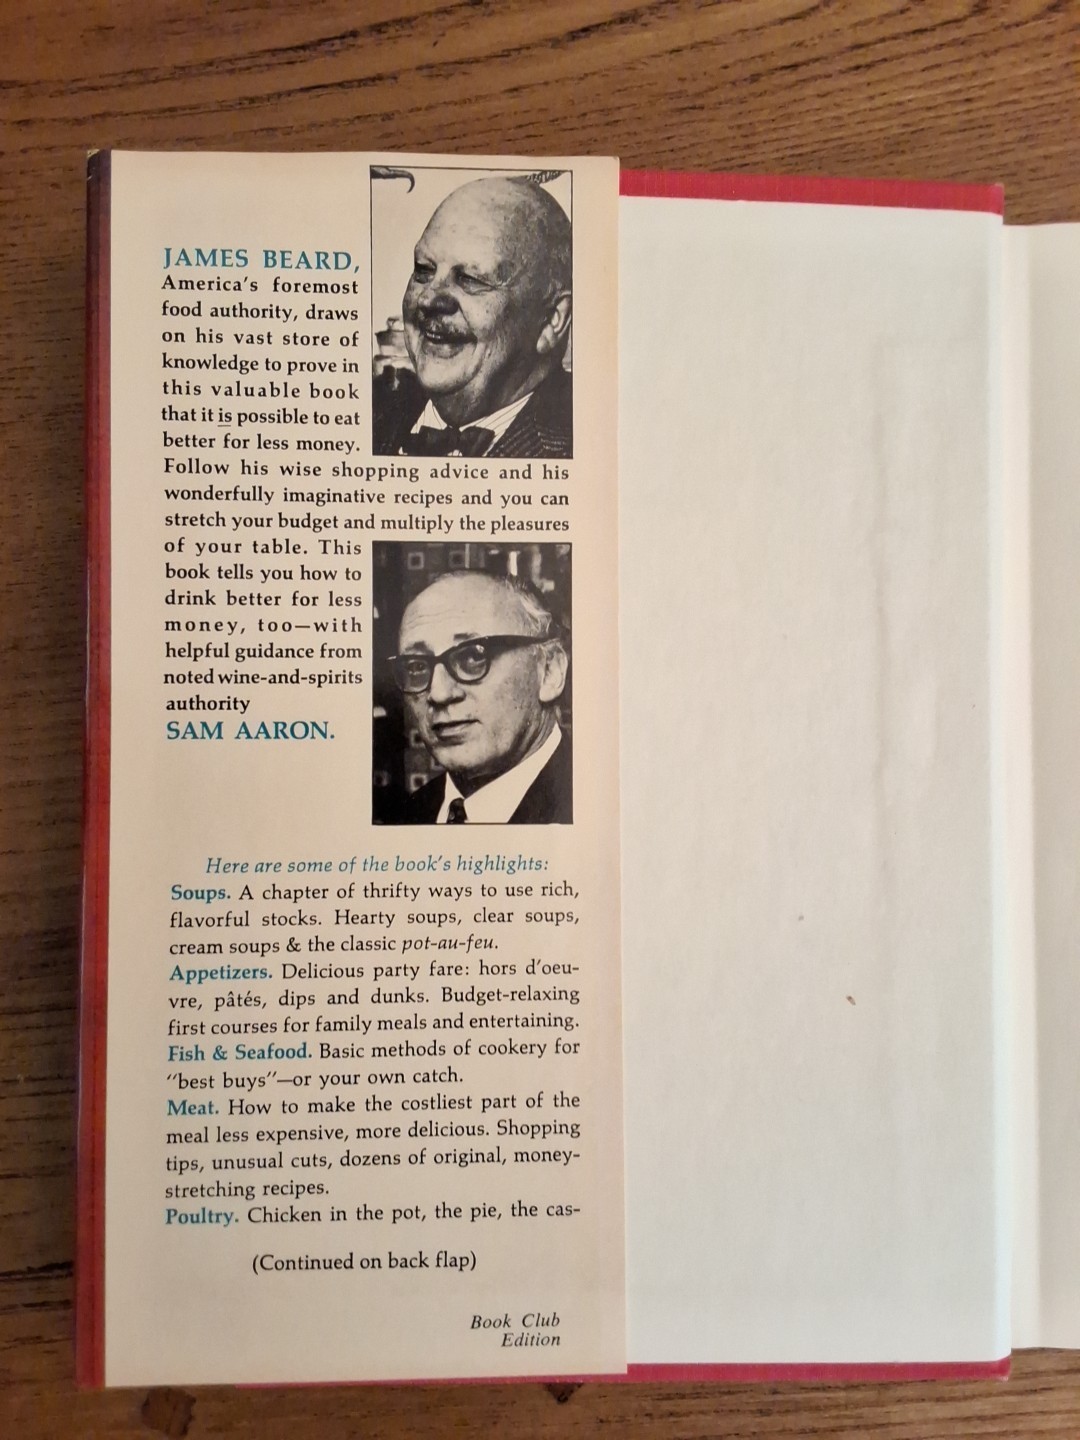 JAMES BEARD,
America's foremost
food authority, draws
on his vast store of
knowledge to prove in
this valuable book
that it is possible to eat
better for less money.
Follow his wise shopping advice and his
wonderfully imaginative recipes and you can
stretch your budget and multiply the pleasures
of your table. This
book tells you how to
drink better for less
money, too—with
helpful guidance from
noted wine-and-spirits
authority
SAM AARON.
Here are some of the book's highlights:
Soups. A chapter of thrifty ways to use rich,
flavorful stocks. Hearty soups, clear soups,
cream soups & the classic pot-au-feu.
Appetizers. Delicious party fare: hors d'oeu-
vre, pâtés, dips and dunks. Budget-relaxing
first courses for family meals and entertaining.
Fish & Seafood. Basic methods of cookery for
"best buys"—or your own catch.
Meat. How to make the costliest part of the
meal less expensive, more delicious. Shopping
tips, unusual cuts, dozens of original, money-
stretching recipes.
Poultry. Chicken in the pot, the pie, the cas-
(Continued on back flap)
Book Club
Edition